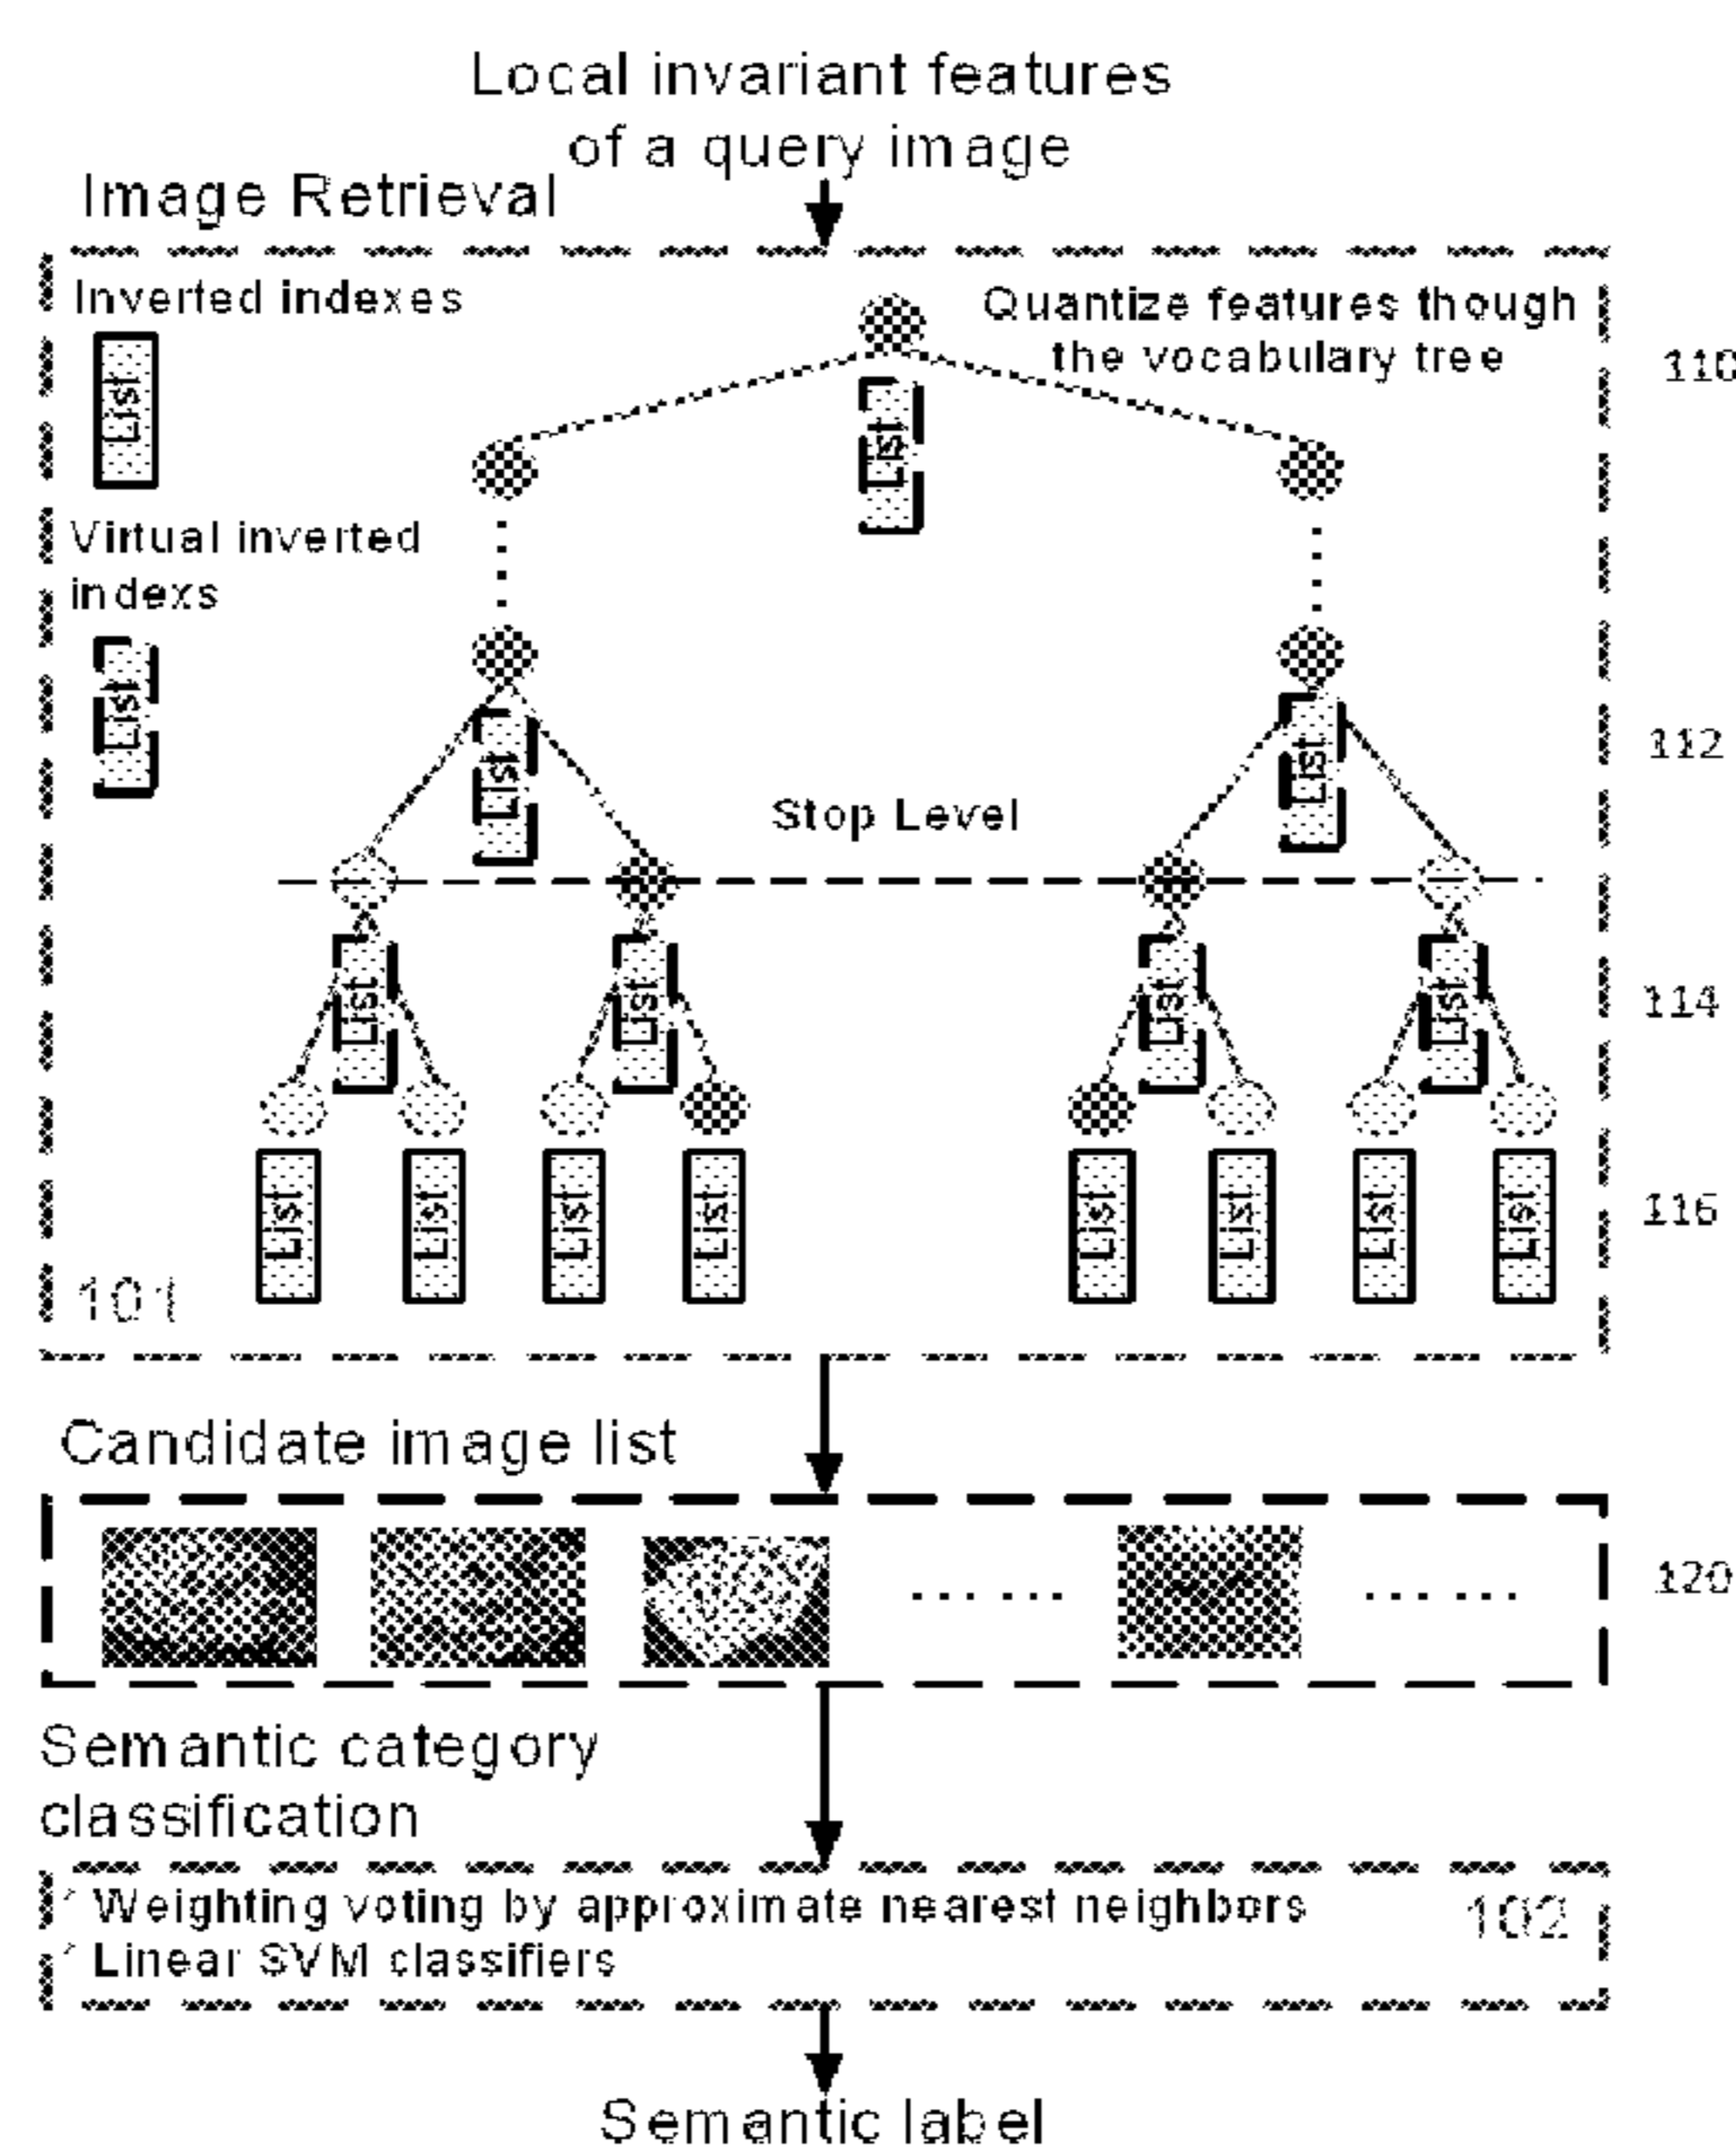 Local invariant features
of a query image
Image Retrieval
Inverted indexes
Quantize features though
the vocabulary tree
110
List
List
Virtual inverted
indexs
List
List
List
112
Stop Level
List
List
List
List
114
List
List
List
List
List
List
List
List
116
101
Candidate image list
120
Semantic category
classification
Weighting voting by approximate nearest neighbors
102
Linear SVM classifiers
Semantic label